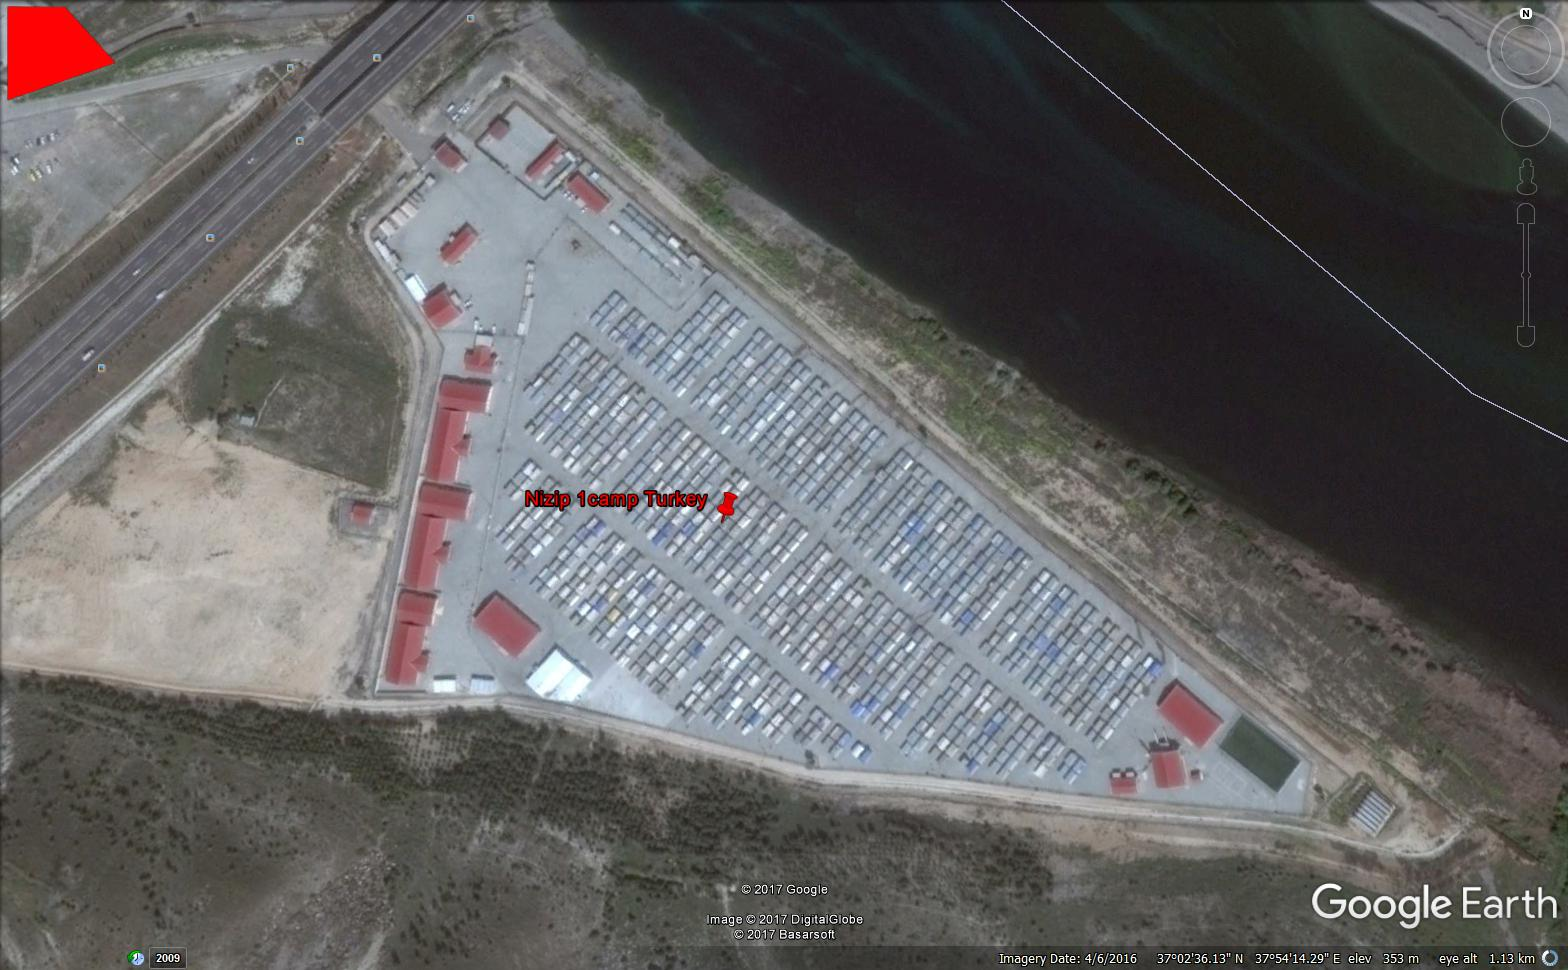 N
Nizip 1camp Turkey
© 2017 Google
Image © 2017 DigitalGlobe
© 2017 Basarsoft
Google Earth
2009
Imagery Date: 4/6/2016 37°02'36.13" N 37°54'14.29" E elev 353 m eye alt 1.13 km